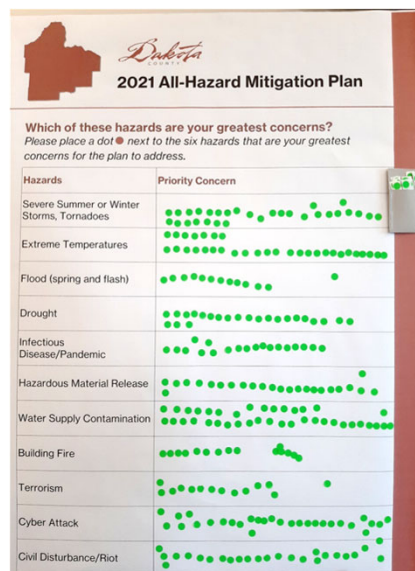 Dakota
COUNTY
2021 All-Hazard Mitigation Plan
Which of these hazards are your greatest concerns?
Please place a dot next to the six hazards that are your greatest
concerns for the plan to address.
Hazards Priority Concern
Severe Summer or Winter
Storms, Tornadoes
Extreme Temperatures
Flood (spring and flash)
Drought
Infectious
Disease/Pandemic
Hazardous Material Release
Water Supply Contamination
Building Fire
Terrorism
Cyber Attack
Civil Disturbance/Riot